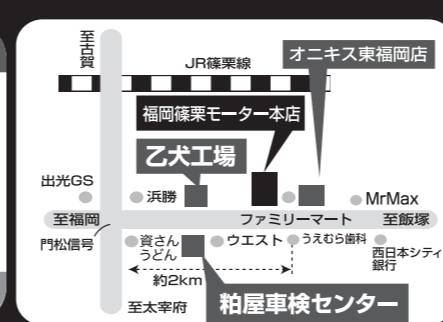 至古賀
JR篠栗線
オニキス東福岡店
福岡篠栗モーター本店
乙犬工場
出光GS
浜勝
MrMax
至福岡
ファミリーマート
至飯塚
門松信号
資さん
うどん
ウエスト
うえむら歯科
西日本シティ
銀行
約2km
至太宰府
粕屋車検センター